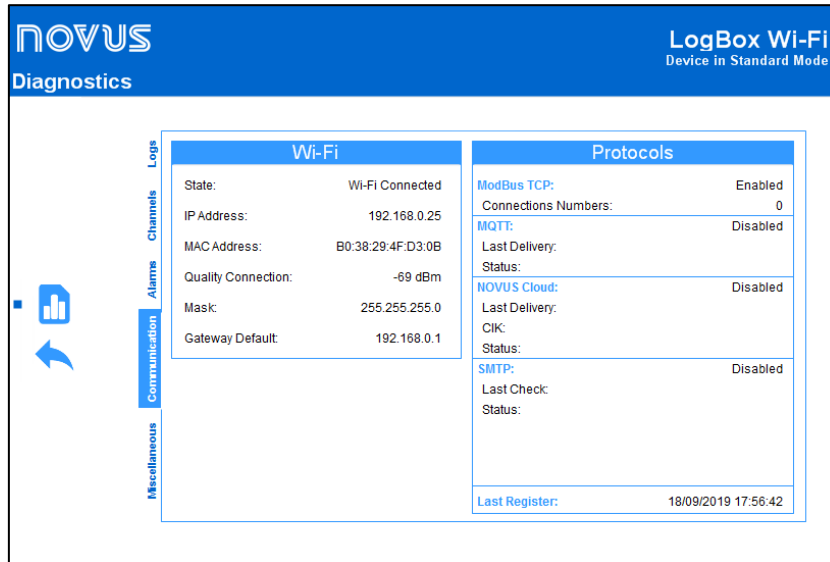 NOVUS
LogBox Wi-Fi
Device in Standard Mode
Diagnostics
Logs
Channels
Alarms
Communication
Miscellaneous
Wi-Fi
State: Wi-Fi Connected
IP Address: 192.168.0.25
MAC Address: B0:38:29:4F:D3:0B
Quality Connection: -69 dBm
Mask: 255.255.255.0
Gateway Default: 192.168.0.1
Protocols
ModBus TCP: Enabled
Connections Numbers: 0
MQTT: Disabled
Last Delivery:
Status:
NOVUS Cloud: Disabled
Last Delivery:
CIK:
Status:
SMTP: Disabled
Last Check:
Status:
Last Register: 18/09/2019 17:56:42